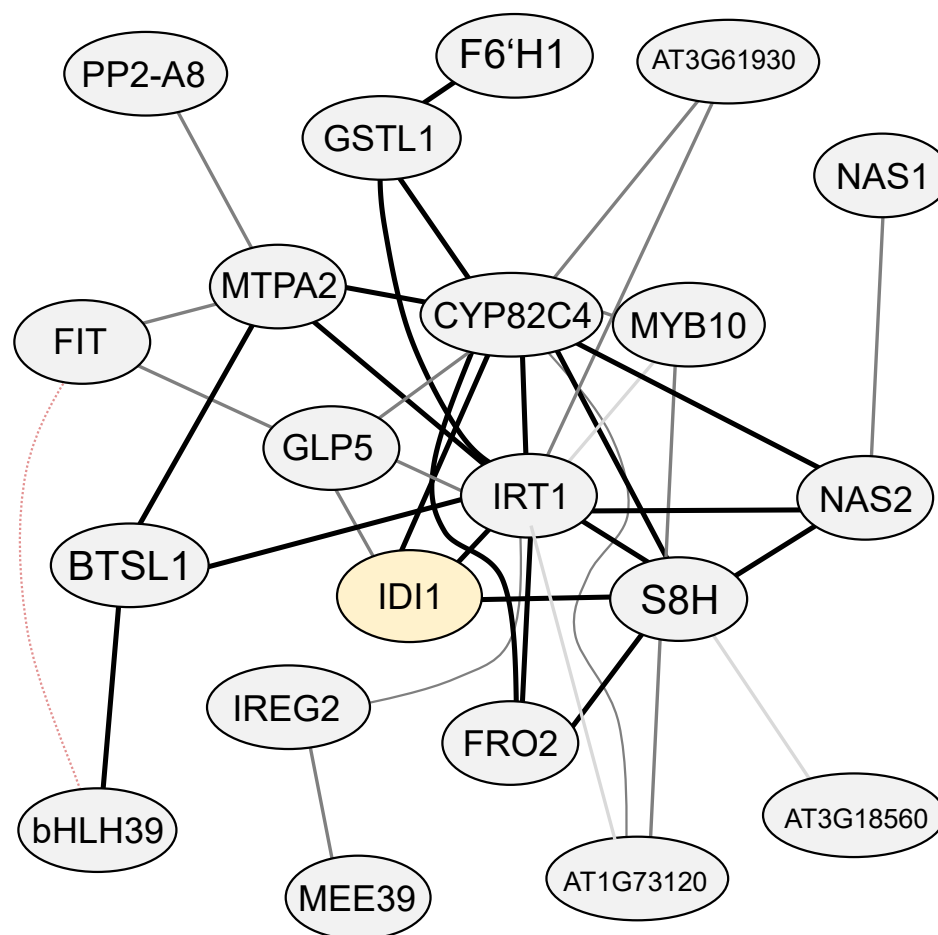 F6‘H1
AT3G61930
PP2-A8
GSTL1
NAS1
MTPA2
CYP82C4
MYB10
FIT
GLP5
IRT1
NAS2
BTSL1
IDI1
S8H
IREG2
FRO2
AT3G18560
bHLH39
AT1G73120
MEE39